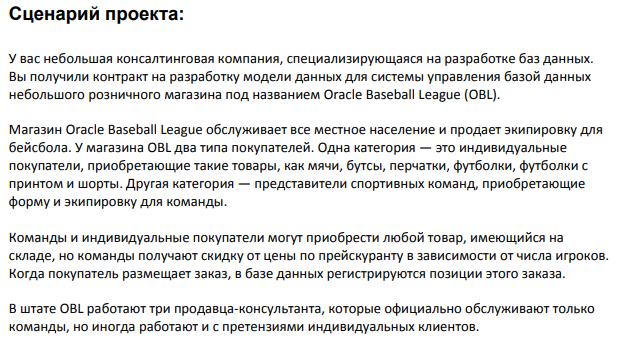 Сценарий проекта:
У вас небольшая консалтинговая компания, специализирующаяся на разработке баз данных.
Вы получили контракт на разработку модели данных для системы управления базой данных
небольшого розничного магазина под названием Oracle Baseball League (OBL).
Магазин Oracle Baseball League обслуживает все местное население и продает экипировку для
бейсбола. У магазина OBL два типа покупателей. Одна категория — это индивидуальные
покупатели, приобретающие такие товары, как мячи, бутсы, перчатки, футболки, футболки с
принтом и шорты. Другая категория — представители спортивных команд, приобретающие
форму и экипировку для команды.
Команды и индивидуальные покупатели могут приобрести любой товар, имеющийся на
складе, но команды получают скидку от цены по прейскуранту в зависимости от числа игроков.
Когда покупатель размещает заказ, в базе данных регистрируются позиции этого заказа.
В штате OBL работают три продавца-консультанта, которые официально обслуживают только
команды, но иногда работают и с претензиями индивидуальных клиентов.